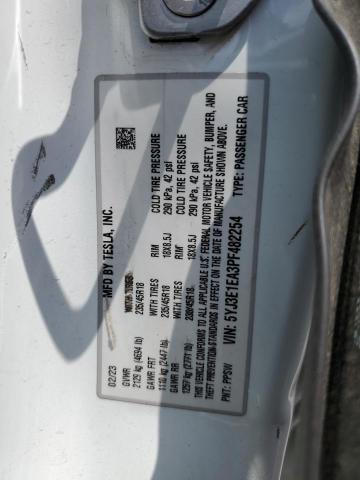 MFD BY TESLA, INC.
02/23
GVWR
2129 kg (4694 lb)
GAWR FRT WITH TIRES RIM COLD TIRE PRESSURE
1110 kg (2447 lb) 235/45R18 18X8.5J 290 kPa, 42 psi
GAWR RR WITH TIRES RIM COLD TIRE PRESSURE
1257 kg (2771 lb) 235/45R18 18X8.5J 290 kPa, 42 psi
THIS VEHICLE CONFORMS TO ALL APPLICABLE U.S. FEDERAL MOTOR VEHICLE SAFETY, BUMPER, AND
THEFT PREVENTION STANDARDS IN EFFECT ON THE DATE OF MANUFACTURE SHOWN ABOVE.
VIN: 5YJ3E1EA3PF482254 TYPE: PASSENGER CAR
PNT: PPSW